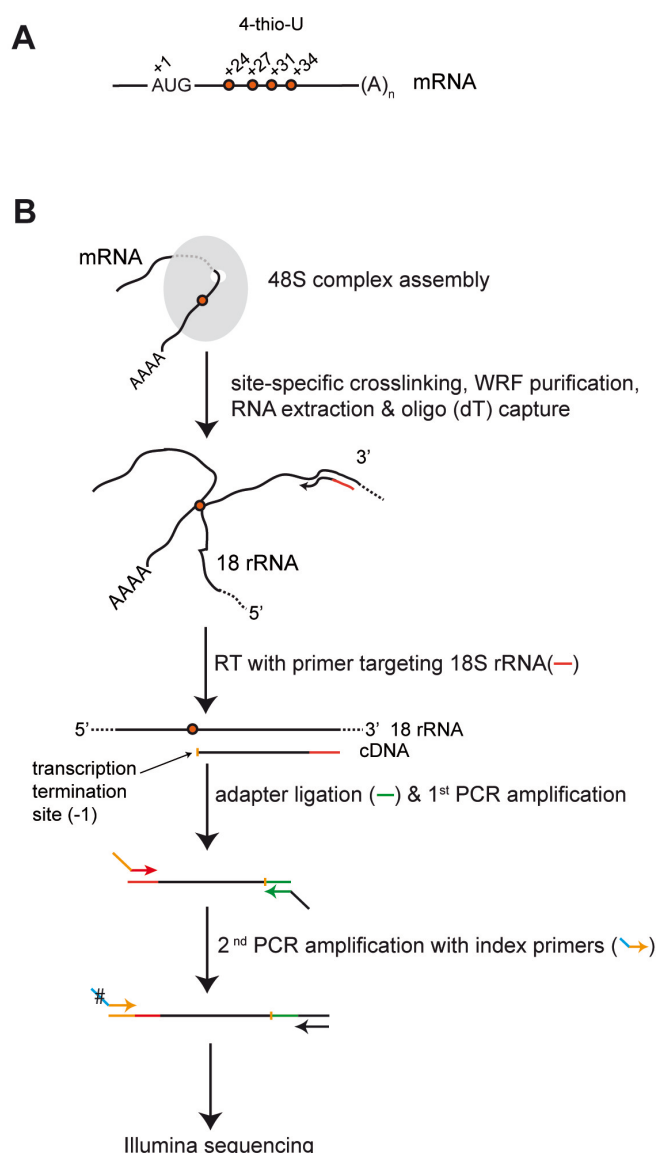 A
4-thio-U
+1
+24
+27
+31
+34
AUG
(A)n
mRNA
B
mRNA
48S complex assembly
AAAA
site-specific crosslinking, WRF purification,
RNA extraction & oligo (dT) capture
3’
18 rRNA
AAAA
5’
RT with primer targeting 18S rRNA(—)
5’
3’ 18 rRNA
cDNA
transcription
termination
site (-1)
adapter ligation (—) & 1st PCR amplification
2nd PCR amplification with index primers ( )
#
Illumina sequencing